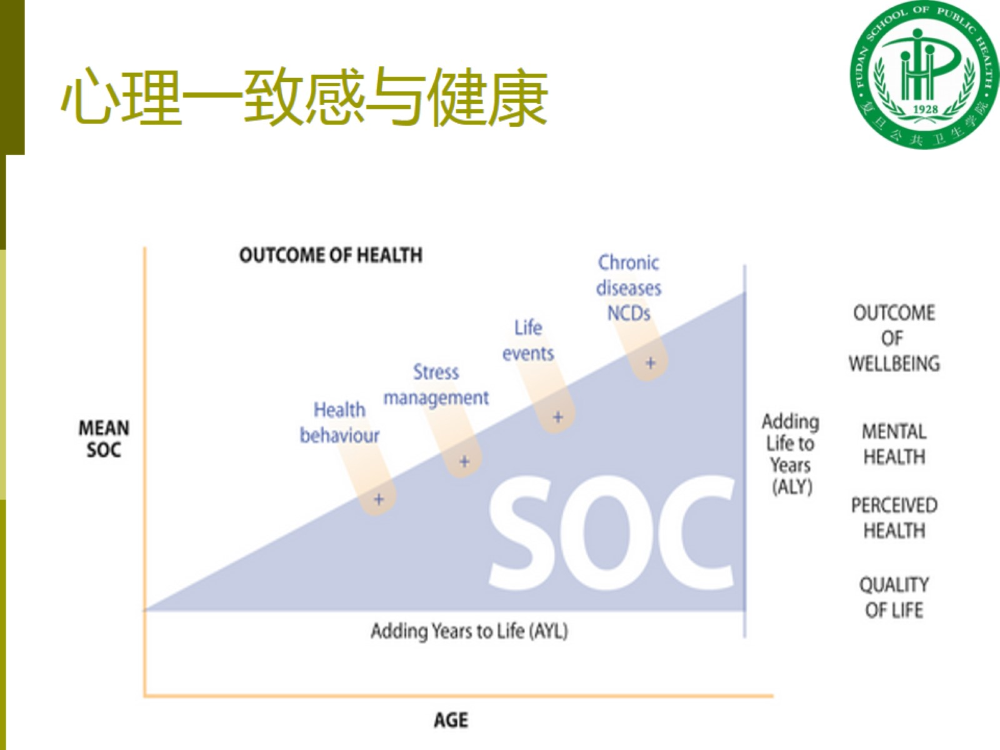 心理一致感与健康
FUDAN SCHOOL OF PUBLIC HEALTH
1928
复旦公共卫生学院
OUTCOME OF HEALTH
Chronic
diseases
NCDs
Life
events
Stress
management
Health
behaviour
+
+
+
+
MEAN
SOC
SOC
Adding
Life to
Years
(ALY)
OUTCOME
OF
WELLBEING
MENTAL
HEALTH
PERCEIVED
HEALTH
QUALITY
OF LIFE
Adding Years to Life (AYL)
AGE